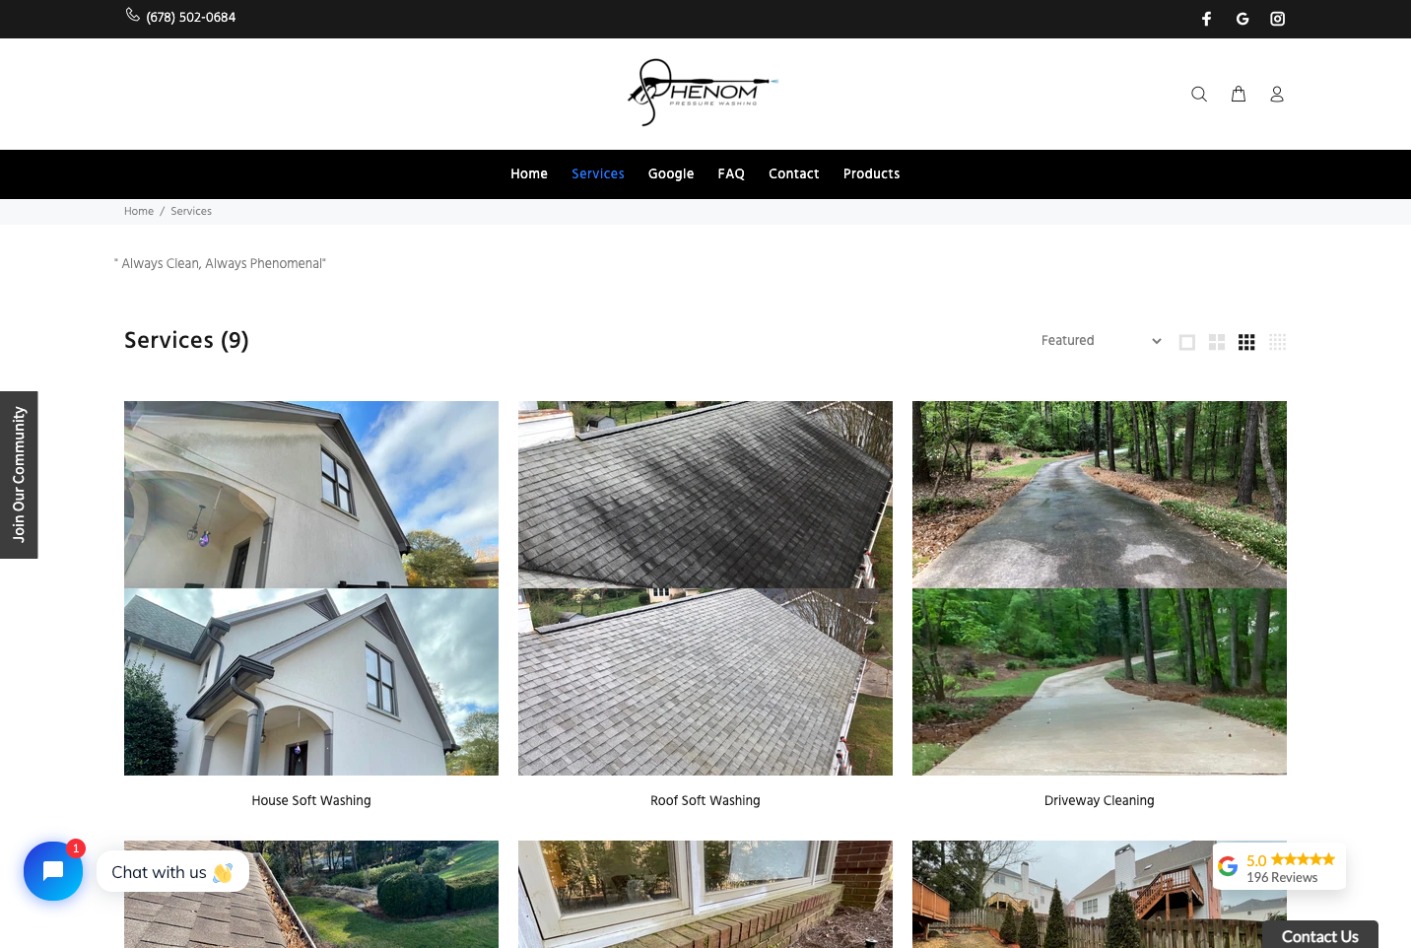 (678) 502-0684
PHENOM
PRESSURE WASHING
Home Services Google FAQ Contact Products
Home / Services
" Always Clean, Always Phenomenal"
Services (9)
Featured
Join Our Community
House Soft Washing
Roof Soft Washing
Driveway Cleaning
1
Chat with us
5.0
196 Reviews
Contact Us